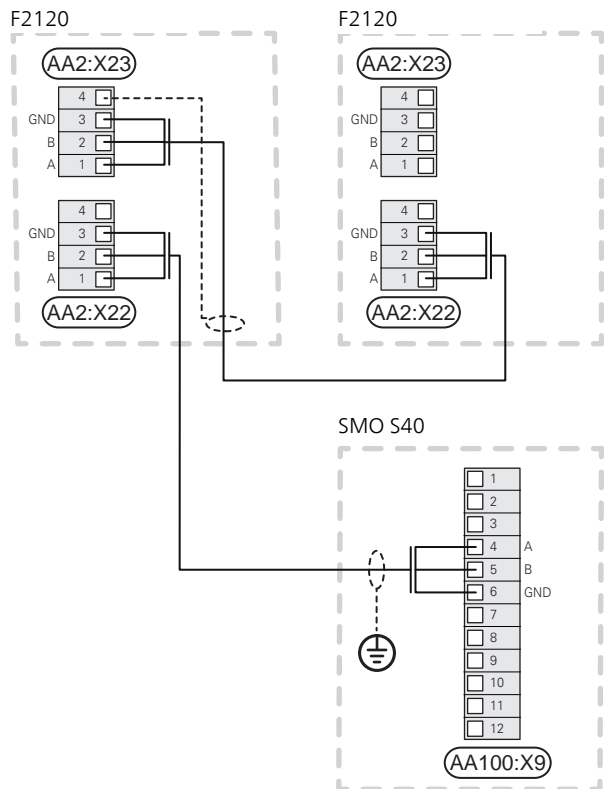 F2120
AA2:X23
4
GND 3
B 2
A 1
4
GND 3
B 2
A 1
AA2:X22
F2120
AA2:X23
4
GND 3
B 2
A 1
4
GND 3
B 2
A 1
AA2:X22
SMO S40
1
2
3
4 A
5 B
6 GND
7
8
9
10
11
12
AA100:X9